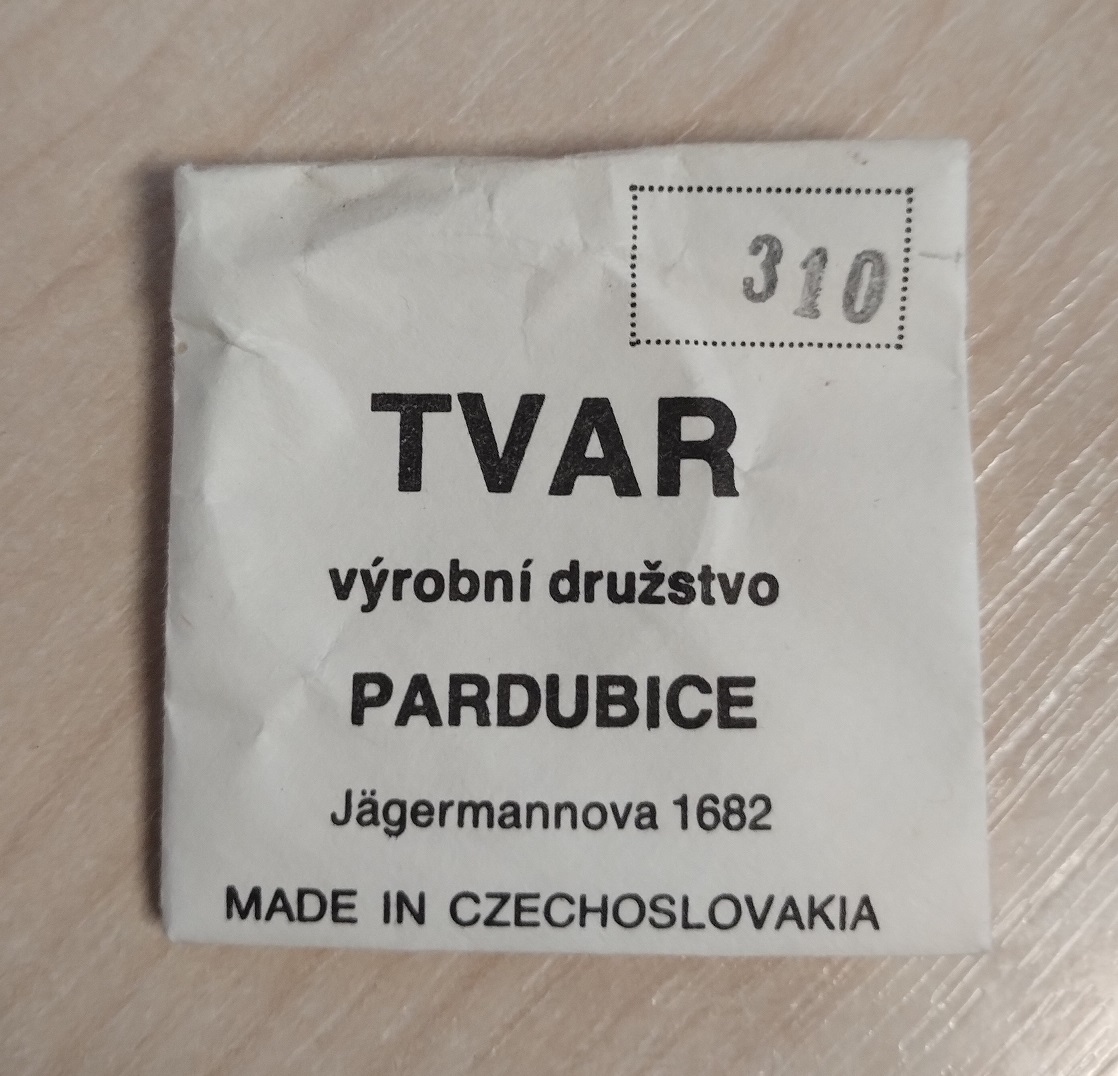 310
TVAR
výrobní družstvo
PARDUBICE
Jägermannova 1682
MADE IN CZECHOSLOVAKIA